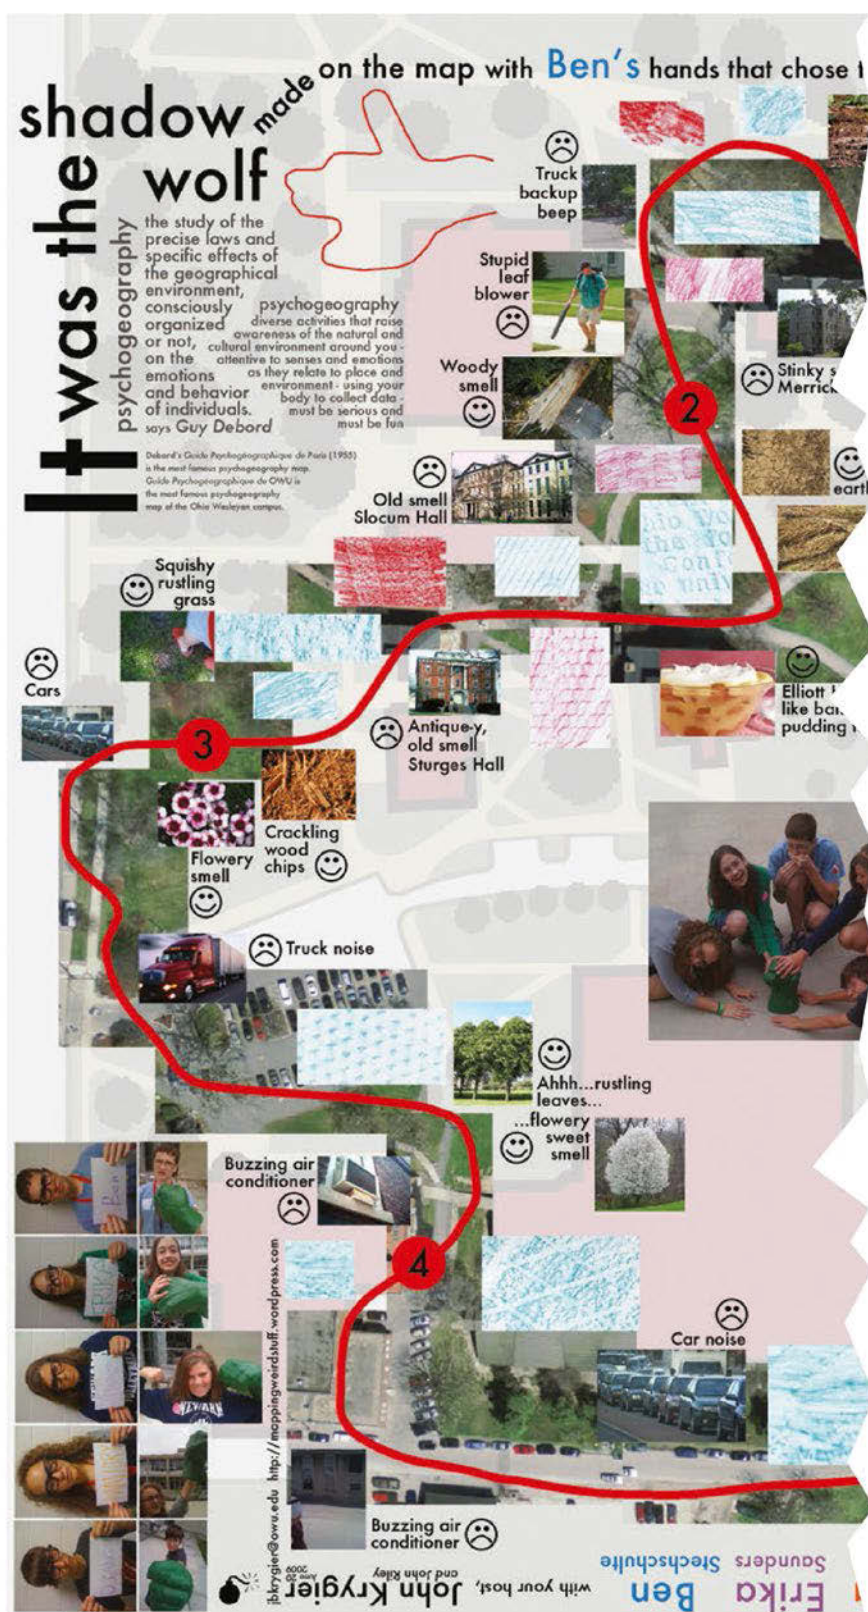 It was the
shadow
wolf
made
on the map with Ben's hands that chose t
psychogeography
the study of the
precise laws and
specific effects of
the geographical
environment,
consciously
organized
or not,
on the
emotions
and behavior
of individuals.
says Guy Debord
psychogeography
diverse activities that raise
awareness of the natural and
cultural environment around you -
attentive to senses and emotions
as they relate to place and
environment - using your
body to collect data -
must be serious and
must be fun
Debord's Guide Psychogéographique de Paris (1955)
is the most famous psychogeography map.
Guide Psychogéographique de OWU is
the most famous psychogeography
map of the Ohio Wesleyan campus.
Truck
backup
beep
Stupid
leaf
blower
Woody
smell
Stinky s
Merrick
2
Old smell
Slocum Hall
earth
the
Conf
univ
Squishy
rustling
grass
Cars
3
Antique-y,
old smell
Sturges Hall
Elliott H
like ban
pudding
Flowery
smell
Crackling
wood
chips
Truck noise
Ahhh...rustling
leaves...
...flowery
sweet
smell
Buzzing air
conditioner
4
Car noise
Ben
ERIKA
jbkrygier@owu.edu http://mappingweirdstuff.wordpress.com
Buzzing air
conditioner
Erika
Saunders
Ben
Stechschulte
with your host,
John Krygier
and John Riley
June 20
2009